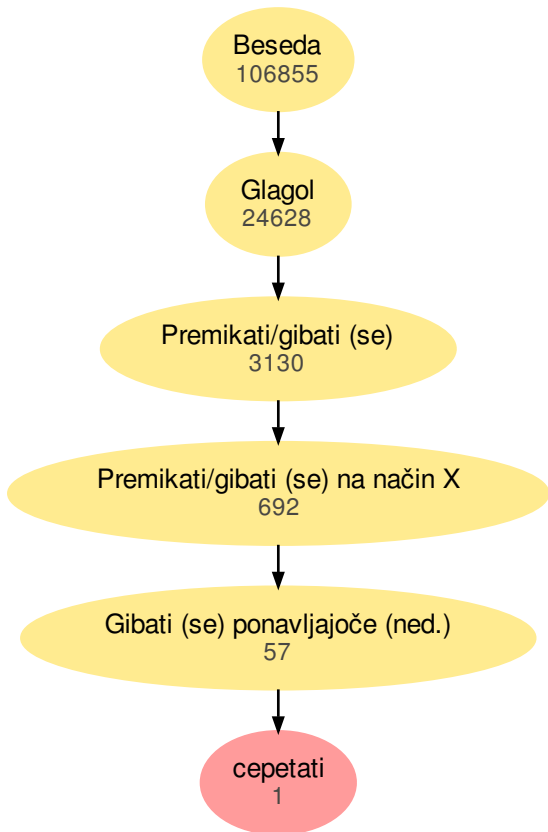 Beseda
106855
Glagol
24628
Premikati/gibati (se)
3130
Premikati/gibati (se) na način X
692
Gibati (se) ponavljajoče (ned.)
57
cepetati
1